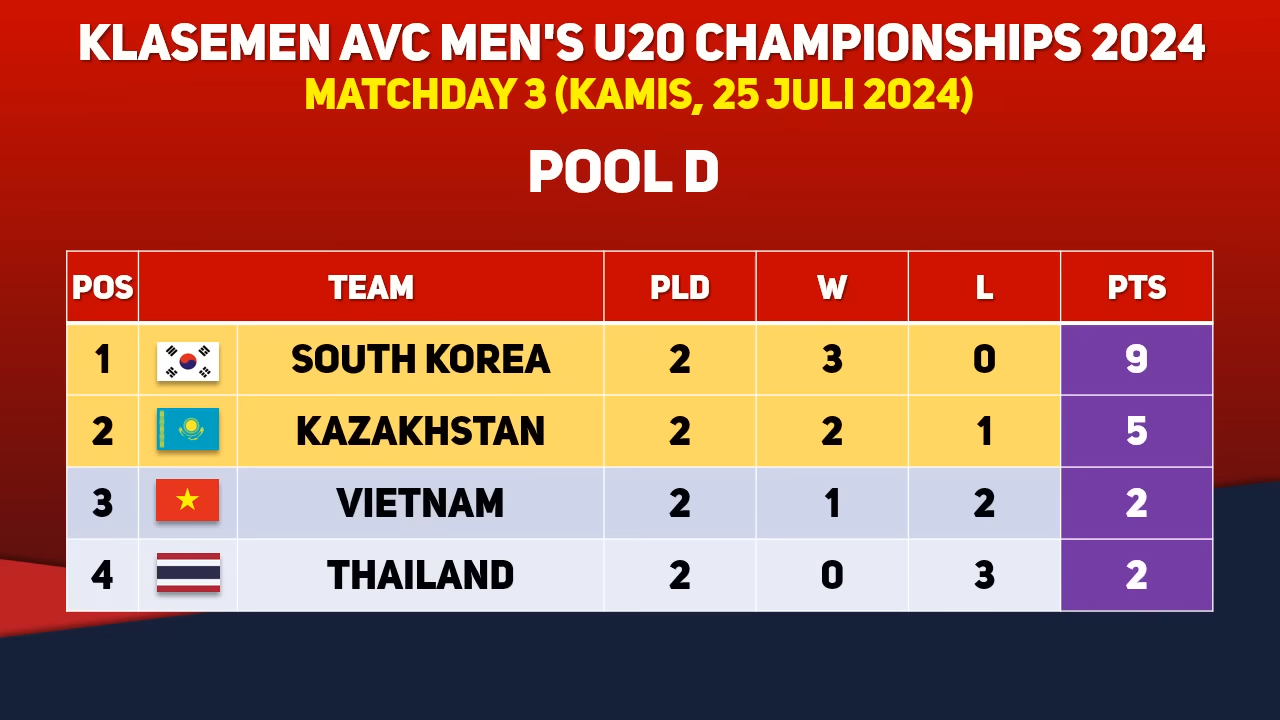 KLASEMEN AVC MEN'S U20 CHAMPIONSHIPS 2024
MATCHDAY 3 (KAMIS, 25 JULI 2024)
POOL D
POS TEAM PLD W L PTS
1 SOUTH KOREA 2 3 0 9
2 KAZAKHSTAN 2 2 1 5
3 VIETNAM 2 1 2 2
4 THAILAND 2 0 3 2